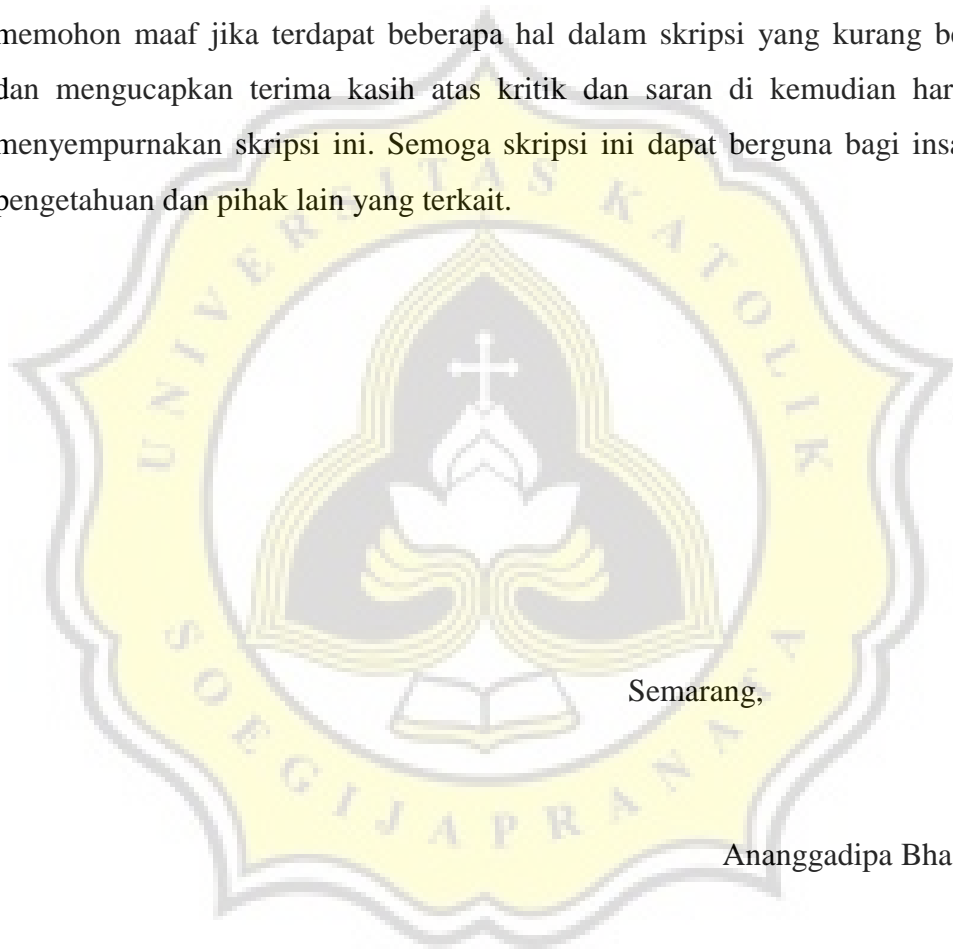 memohon maaf jika terdapat beberapa hal dalam skripsi yang kurang
dan mengucapkan terima kasih atas kritik dan saran di kemudian
menyempurnakan skripsi ini. Semoga skripsi ini dapat berguna bagi
pengetahuan dan pihak lain yang terkait.
UNIVERSITAS KATOLIK
SOEGIJAPRANATA
Semarang,
Ananggadipa